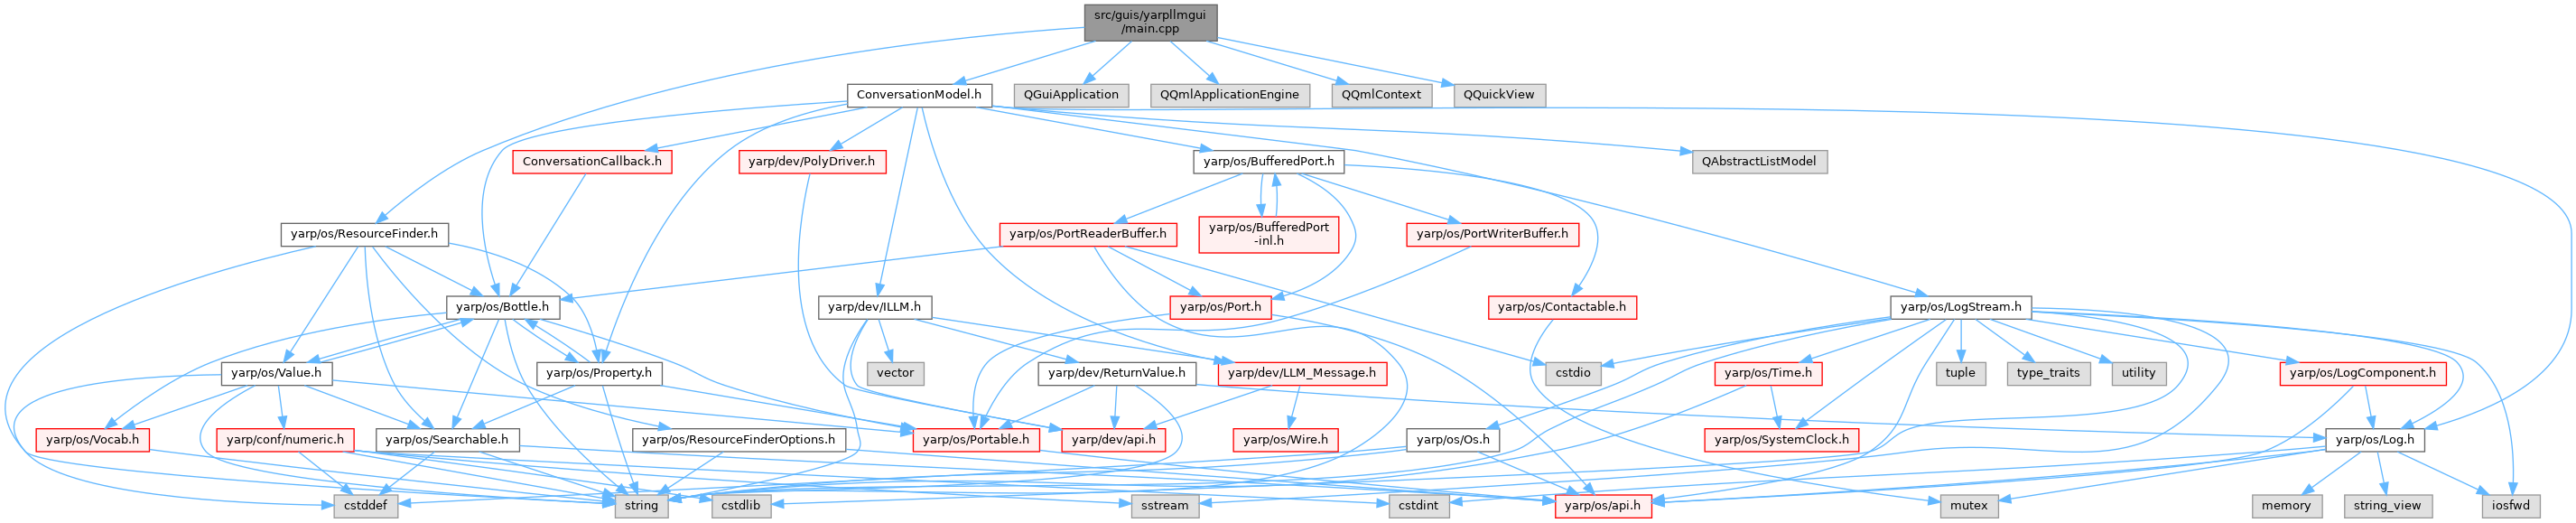 src/guis/yarpllmgui
/main.cpp
ConversationModel.h
QGuiApplication
QQmlApplicationEngine
QQmlContext
QQuickView
ConversationCallback.h
yarp/dev/PolyDriver.h
yarp/os/BufferedPort.h
QAbstractListModel
yarp/os/ResourceFinder.h
yarp/os/PortReaderBuffer.h
yarp/os/BufferedPort
-inl.h
yarp/os/PortWriterBuffer.h
yarp/os/Bottle.h
yarp/dev/ILLM.h
yarp/os/Port.h
yarp/os/Contactable.h
yarp/os/LogStream.h
yarp/os/Value.h
yarp/os/Property.h
vector
yarp/dev/ReturnValue.h
yarp/dev/LLM_Message.h
cstdio
yarp/os/Time.h
tuple
type_traits
utility
yarp/os/LogComponent.h
yarp/os/Vocab.h
yarp/conf/numeric.h
yarp/os/Searchable.h
yarp/os/ResourceFinderOptions.h
yarp/os/Portable.h
yarp/dev/api.h
yarp/os/Wire.h
yarp/os/Os.h
yarp/os/SystemClock.h
yarp/os/Log.h
cstddef
string
cstdlib
sstream
cstdint
yarp/os/api.h
mutex
memory
string_view
iosfwd